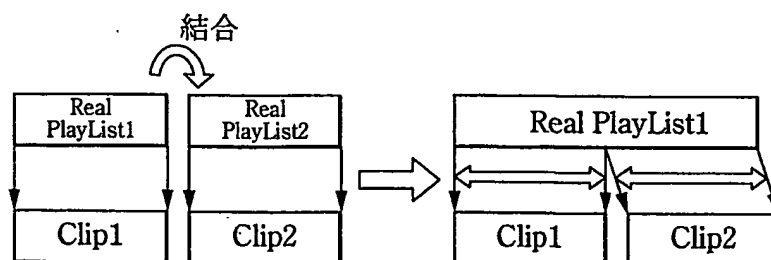 結合
Real
PlayList1
Real
PlayList2
Real PlayList1
Clip1
Clip2
Clip1
Clip2